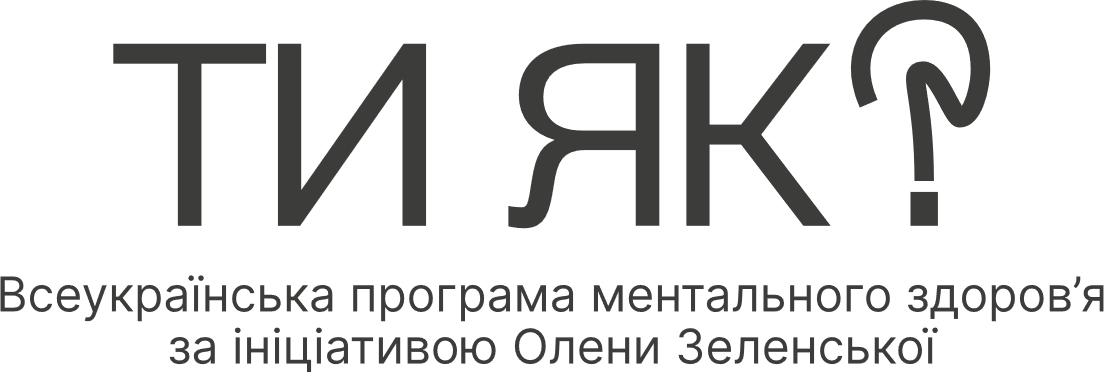 ТИ ЯК?
Всеукраїнська програма ментального здоров’я
за ініціативою Олени Зеленської